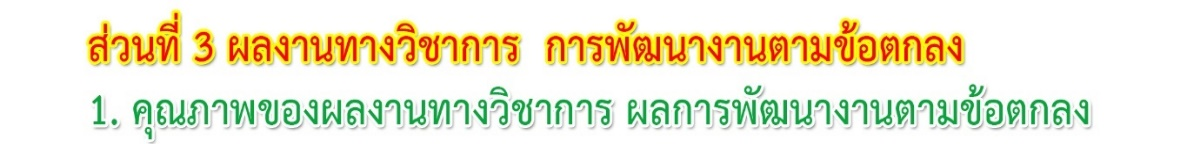 ส่วนที่ 3 ผลงานทางวิชาการ การพัฒนางานตามข้อตกลง
1. คุณภาพของผลงานทางวิชาการ ผลการพัฒนางานตามข้อตกลง